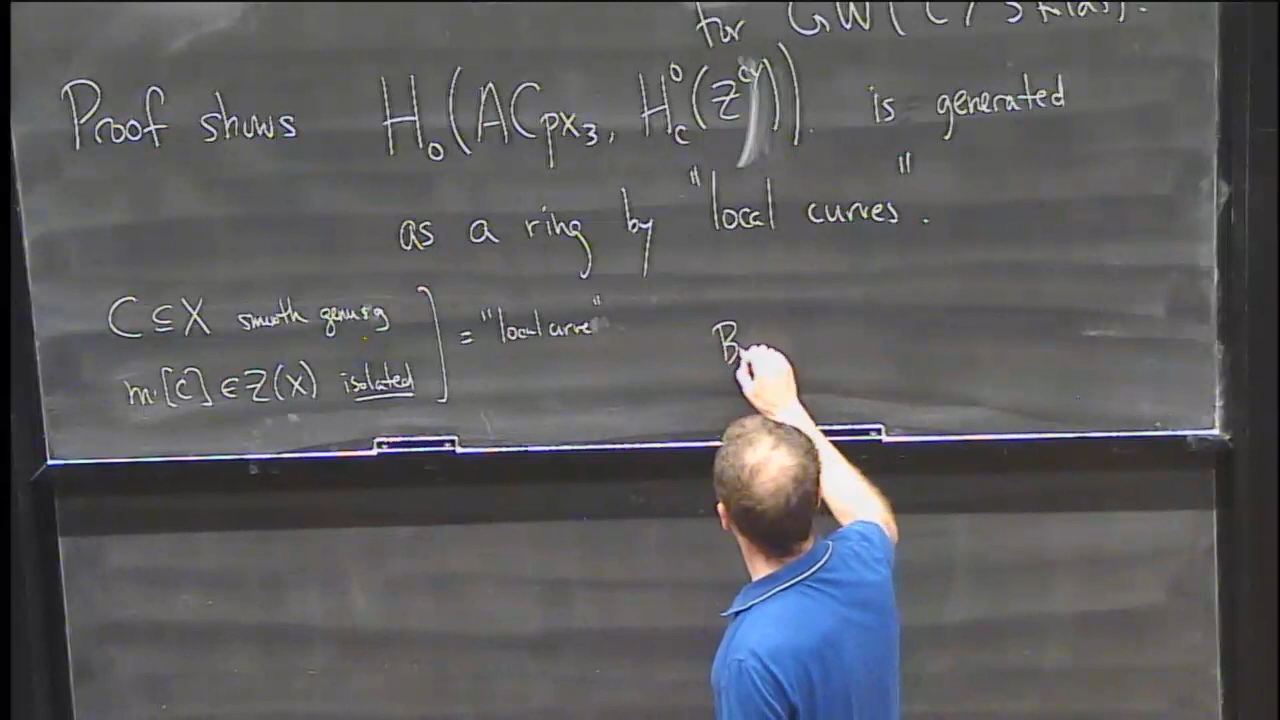 for GW(
Proof shows H₀(ACpx₃, H_c⁰(Z^{cy})). is generated
as a ring by "local curves".
C ⊆ X smooth genus g
m·[C] ∈ Z(X) isolated ] = "local curve"
B